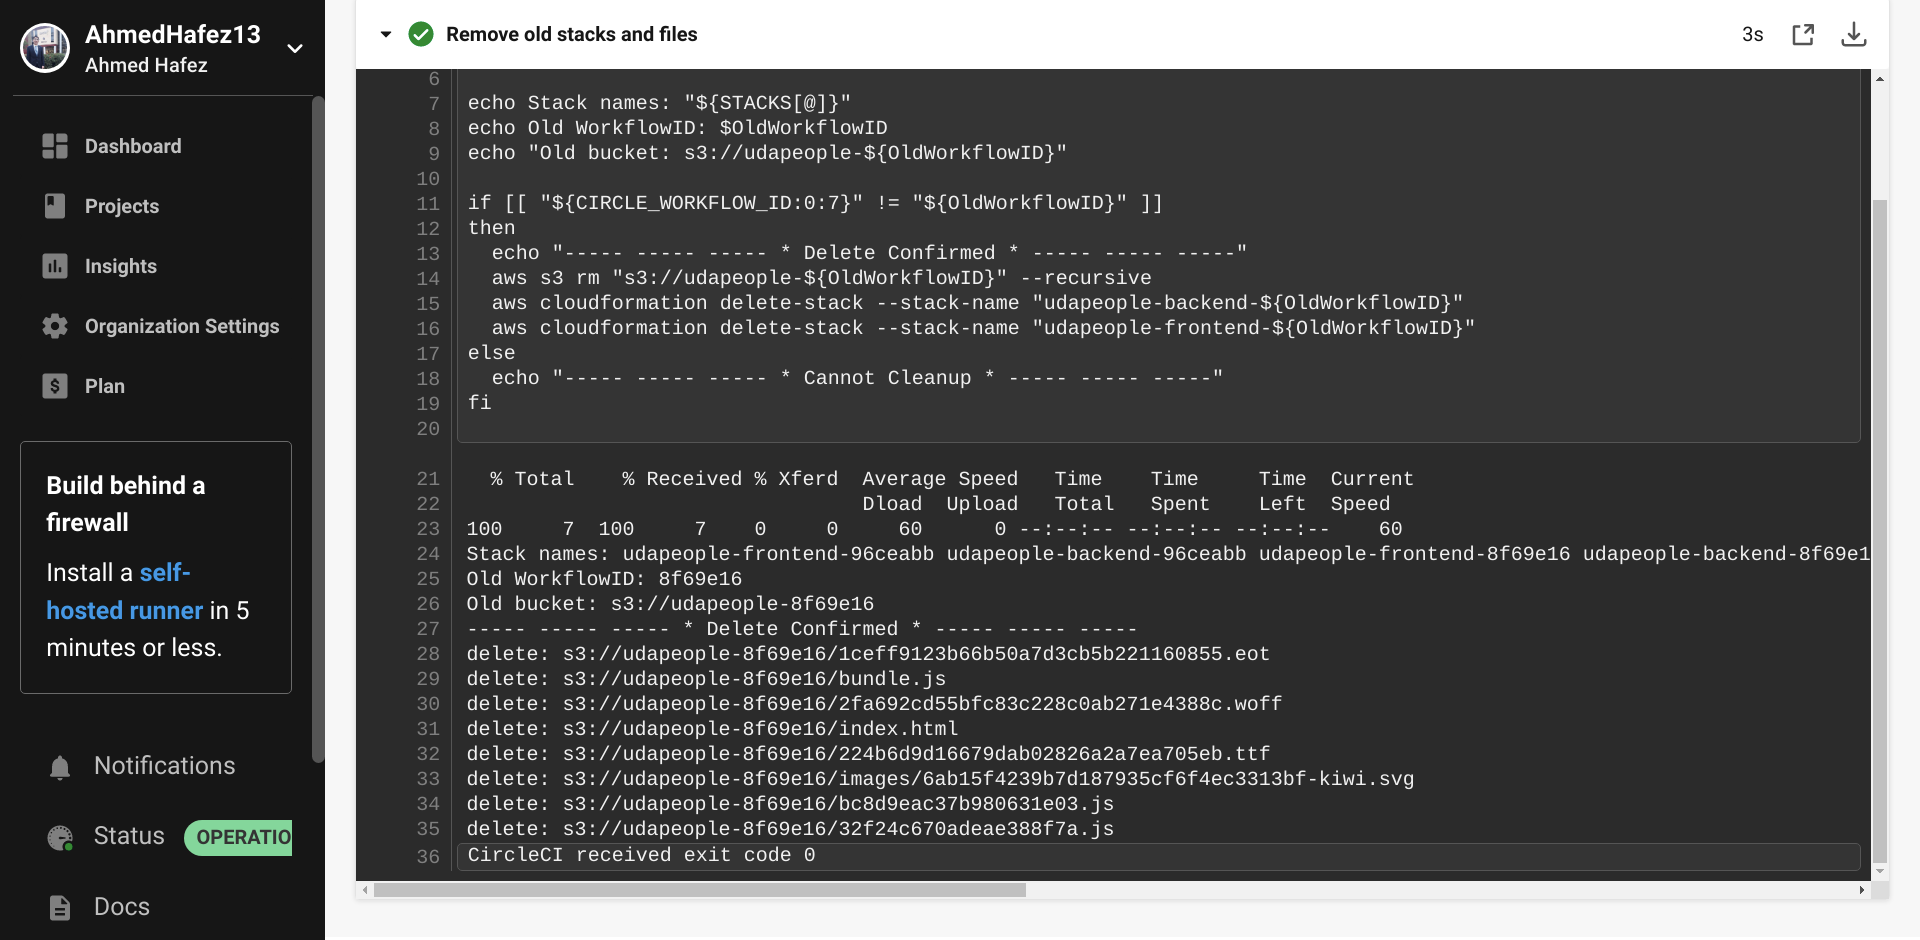 AhmedHafez13
Ahmed Hafez
Dashboard
Projects
Insights
Organization Settings
Plan
Build behind a
firewall
Install a self-
hosted runner in 5
minutes or less.
Notifications
Status OPERATIO
Docs
Remove old stacks and files 3s
6
7 echo Stack names: "${STACKS[@]}"
8 echo Old WorkflowID: $OldWorkflowID
9 echo "Old bucket: s3://udapeople-${OldWorkflowID}"
10
11 if [[ "${CIRCLE_WORKFLOW_ID:0:7}" != "${OldWorkflowID}" ]]
12 then
13   echo "----- ----- ----- * Delete Confirmed * ----- ----- -----"
14   aws s3 rm "s3://udapeople-${OldWorkflowID}" --recursive
15   aws cloudformation delete-stack --stack-name "udapeople-backend-${OldWorkflowID}"
16   aws cloudformation delete-stack --stack-name "udapeople-frontend-${OldWorkflowID}"
17 else
18   echo "----- ----- ----- * Cannot Cleanup * ----- ----- -----"
19 fi
20
21   % Total    % Received % Xferd  Average Speed   Time    Time     Time  Current
22                                  Dload  Upload   Total   Spent    Left  Speed
23 100     7  100     7    0     0     60      0 --:--:-- --:--:-- --:--:--    60
24 Stack names: udapeople-frontend-96ceabb udapeople-backend-96ceabb udapeople-frontend-8f69e16 udapeople-backend-8f69e1
25 Old WorkflowID: 8f69e16
26 Old bucket: s3://udapeople-8f69e16
27 ----- ----- ----- * Delete Confirmed * ----- ----- -----
28 delete: s3://udapeople-8f69e16/1ceff9123b66b50a7d3cb5b221160855.eot
29 delete: s3://udapeople-8f69e16/bundle.js
30 delete: s3://udapeople-8f69e16/2fa692cd55bfc83c228c0ab271e4388c.woff
31 delete: s3://udapeople-8f69e16/index.html
32 delete: s3://udapeople-8f69e16/224b6d9d16679dab02826a2a7ea705eb.ttf
33 delete: s3://udapeople-8f69e16/images/6ab15f4239b7d187935cf6f4ec3313bf-kiwi.svg
34 delete: s3://udapeople-8f69e16/bc8d9eac37b980631e03.js
35 delete: s3://udapeople-8f69e16/32f24c670adeae388f7a.js
36 CircleCI received exit code 0